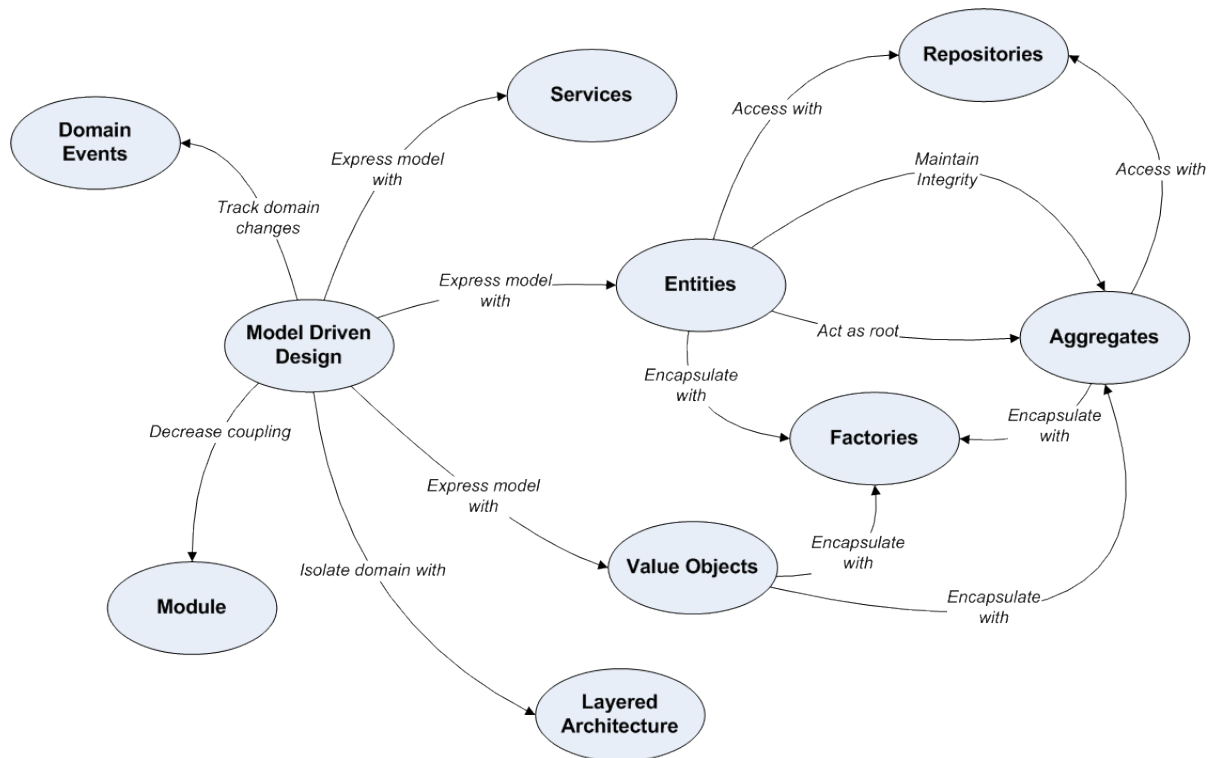 Repositories
Services
Access with
Domain
Events
Express model
with
Maintain
Integrity
Access with
Track domain
changes
Express model
with
Entities
Model Driven
Design
Act as root
Aggregates
Encapsulate
with
Encapsulate
with
Decrease coupling
Factories
Express model
with
Encapsulate
with
Isolate domain with
Value Objects
Encapsulate
with
Module
Layered
Architecture